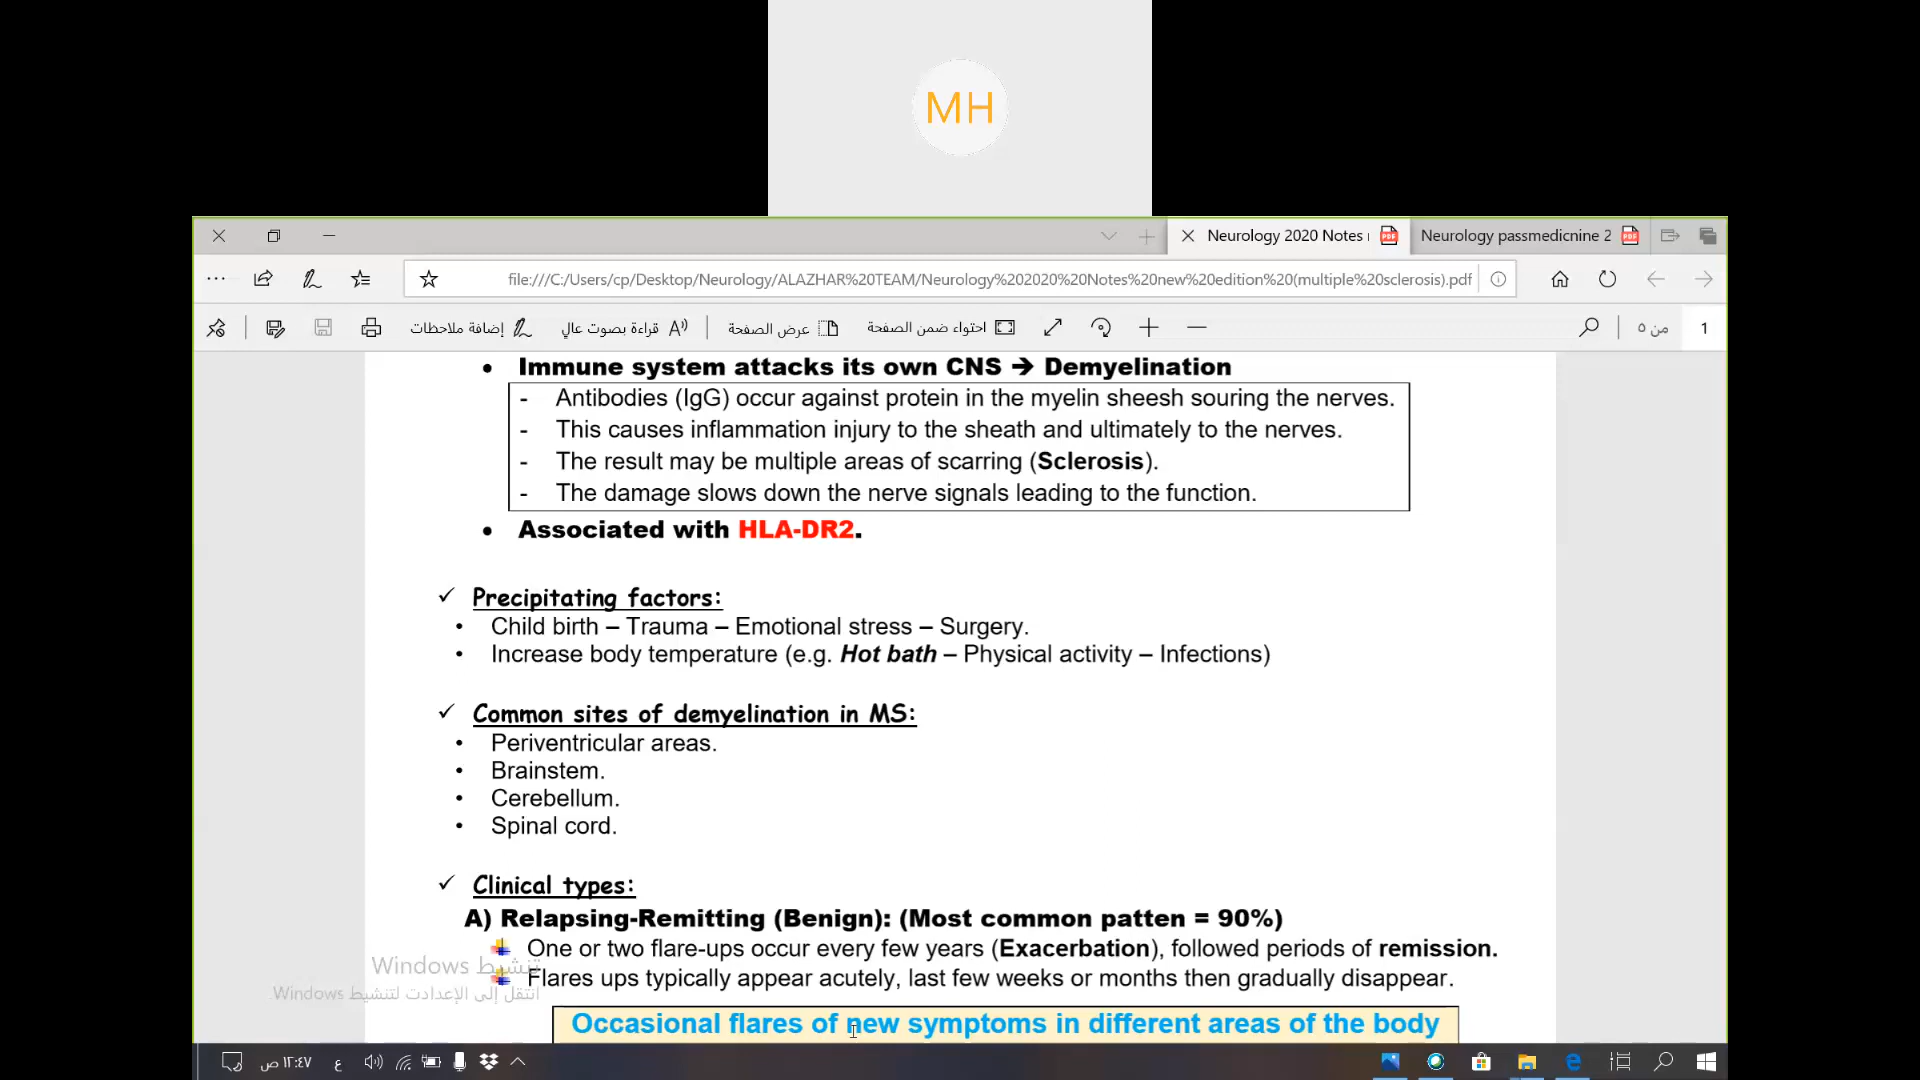 MH
Neurology 2020 Notes
Neurology passmedicnine 2
file:///C:/Users/cp/Desktop/Neurology/ALAZHAR%20TEAM/Neurology%202020%20Notes%20new%20edition%20(multiple%20sclerosis).pdf
إضافة ملاحظات
قراءة بصوت عالٍ
عرض الصفحة
احتواء ضمن الصفحة
من ٥
1
• Immune system attacks its own CNS → Demyelination
- Antibodies (IgG) occur against protein in the myelin sheesh souring the nerves.
- This causes inflammation injury to the sheath and ultimately to the nerves.
- The result may be multiple areas of scarring (Sclerosis).
- The damage slows down the nerve signals leading to the function.
• Associated with HLA-DR2.
✓ Precipitating factors:
• Child birth – Trauma – Emotional stress – Surgery.
• Increase body temperature (e.g. Hot bath – Physical activity – Infections)
✓ Common sites of demyelination in MS:
• Periventricular areas.
• Brainstem.
• Cerebellum.
• Spinal cord.
✓ Clinical types:
A) Relapsing-Remitting (Benign): (Most common patten = 90%)
One or two flare-ups occur every few years (Exacerbation), followed periods of remission.
Flares ups typically appear acutely, last few weeks or months then gradually disappear.
تنشيط Windows
انتقل إلى الإعدادت لتنشيط Windows.
Occasional flares of new symptoms in different areas of the body
١٢:٤٧ ص
ع